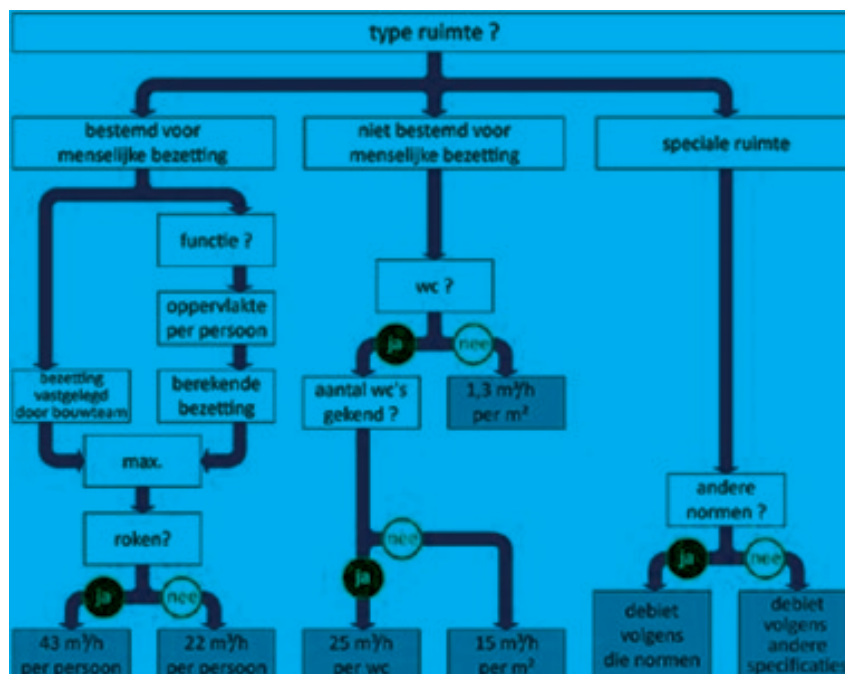 type ruimte ?
bestemd voor
menselijke bezetting
niet bestemd voor
menselijke bezetting
speciale ruimte
functie ?
oppervlakte
per persoon
wc ?
ja
nee
bezetting
vastgelegd
door bouwteam
berekende
bezetting
aantal wc's
gekend ?
1,3 m³/h
per m²
max.
andere
normen ?
roken?
nee
ja
ja
nee
ja
nee
43 m³/h
per persoon
22 m³/h
per persoon
25 m³/h
per wc
15 m³/h
per m²
debiet
volgens
die normen
debiet
volgens
andere
specificaties